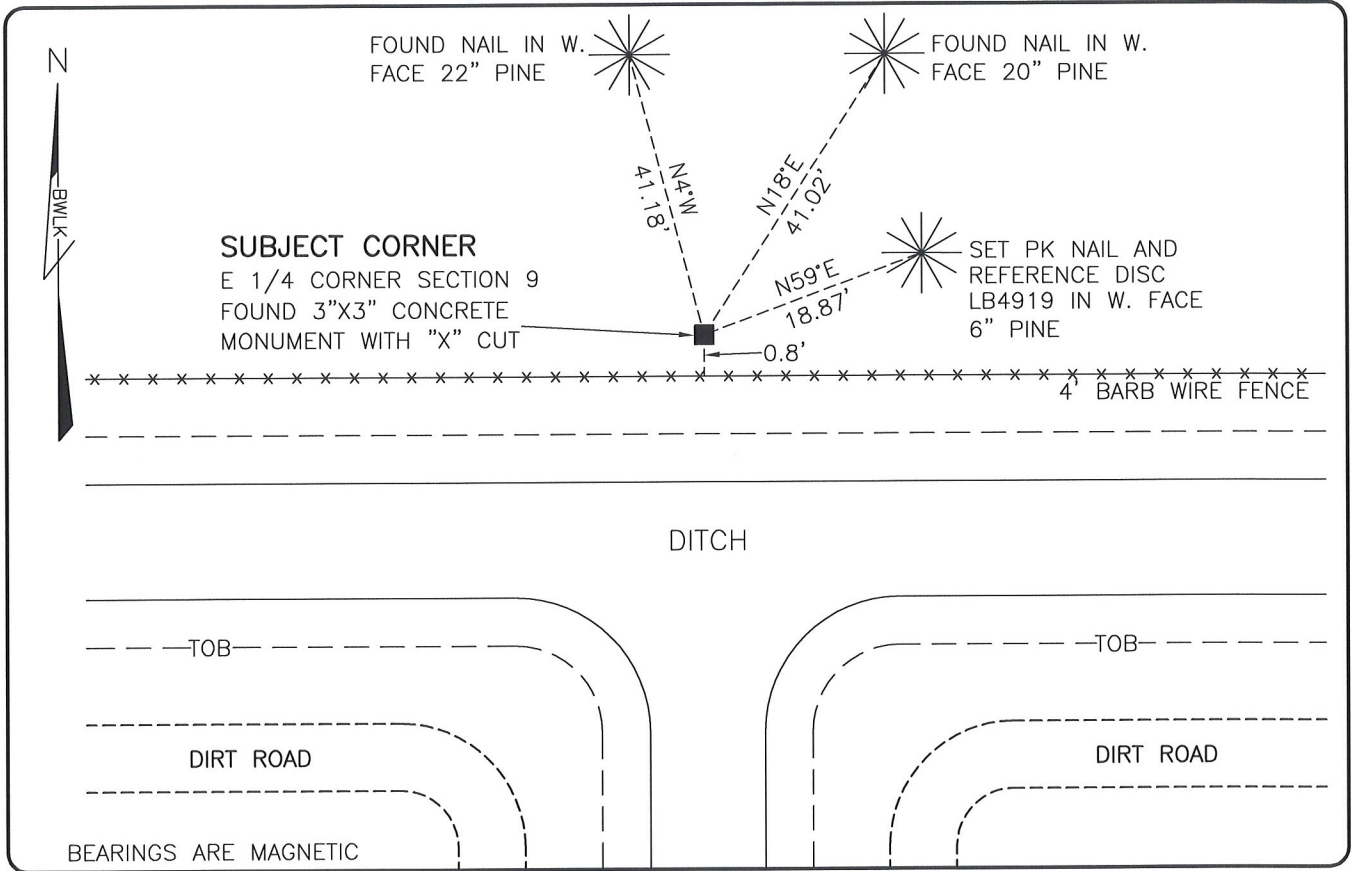 N
BWLK
FOUND NAIL IN W.
FACE 22" PINE
FOUND NAIL IN W.
FACE 20" PINE
N4°W
41.18'
N18°E
41.02'
N59°E
18.87'
SUBJECT CORNER
E 1/4 CORNER SECTION 9
FOUND 3"X3" CONCRETE
MONUMENT WITH "X" CUT
SET PK NAIL AND
REFERENCE DISC
LB4919 IN W. FACE
6" PINE
0.8'
4' BARB WIRE FENCE
DITCH
TOB
TOB
DIRT ROAD
DIRT ROAD
BEARINGS ARE MAGNETIC